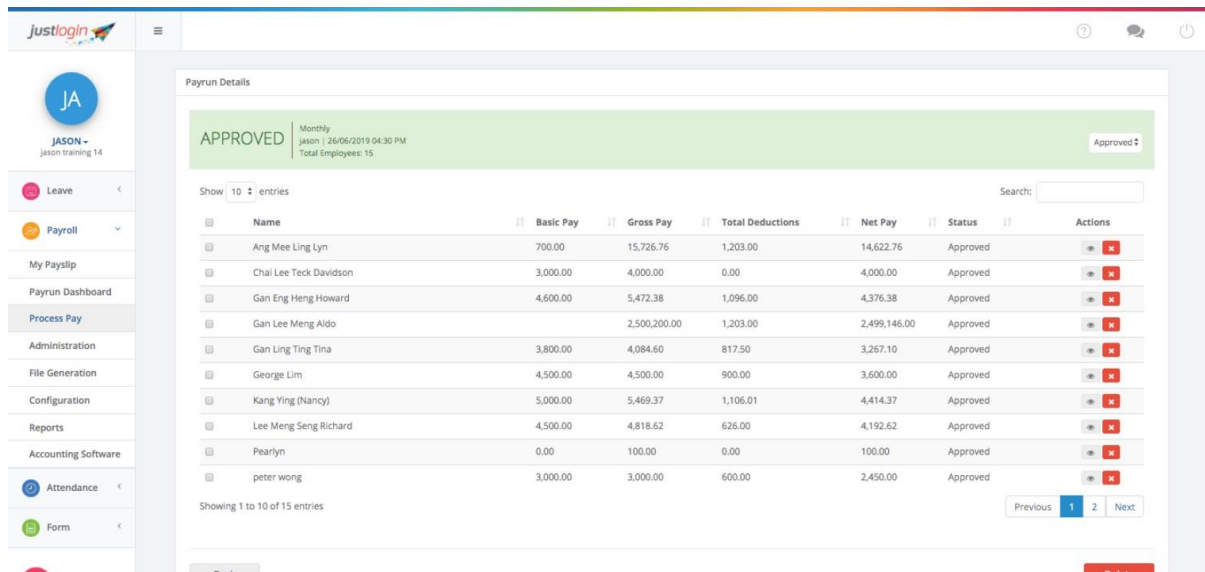 justlogin
JA
JASON
jason training 14
Leave
Payroll
My Payslip
Payrun Dashboard
Process Pay
Administration
File Generation
Configuration
Reports
Accounting Software
Attendance
Form
Payrun Details
APPROVED
Monthly
jason | 26/06/2019 04:30 PM
Total Employees: 15
Approved
Show 10 entries
Search:
Name Basic Pay Gross Pay Total Deductions Net Pay Status Actions
Ang Mee Ling Lyn 700.00 15,726.76 1,203.00 14,622.76 Approved
Chai Lee Teck Davidson 3,000.00 4,000.00 0.00 4,000.00 Approved
Gan Eng Heng Howard 4,600.00 5,472.38 1,096.00 4,376.38 Approved
Gan Lee Meng Aldo 2,500,200.00 1,203.00 2,499,146.00 Approved
Gan Ling Ting Tina 3,800.00 4,084.60 817.50 3,267.10 Approved
George Lim 4,500.00 4,500.00 900.00 3,600.00 Approved
Kang Ying (Nancy) 5,000.00 5,469.37 1,106.01 4,414.37 Approved
Lee Meng Seng Richard 4,500.00 4,818.62 626.00 4,192.62 Approved
Pearlyn 0.00 100.00 0.00 100.00 Approved
peter wong 3,000.00 3,000.00 600.00 2,450.00 Approved
Showing 1 to 10 of 15 entries
Previous 1 2 Next